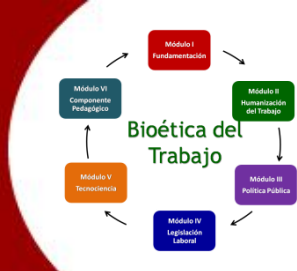 Módulo I
Fundamentación
Módulo II
Humanización
del Trabajo
Módulo III
Política Pública
Módulo IV
Legislación
Laboral
Módulo V
Tecnociencia
Módulo VI
Componente
Pedagógico
Bioética del
Trabajo